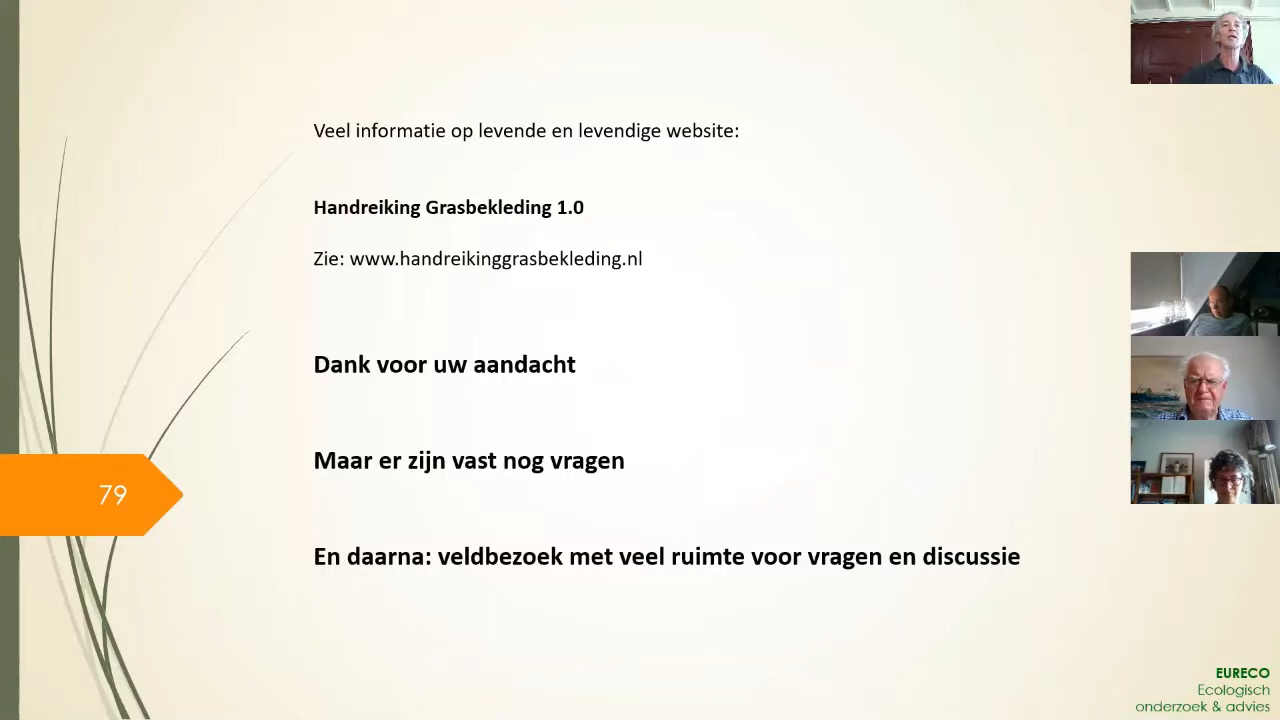 Veel informatie op levende en levendige website:
Handreiking Grasbekleding 1.0
Zie: www.handreikinggrasbekleding.nl
Dank voor uw aandacht
Maar er zijn vast nog vragen
79
En daarna: veldbezoek met veel ruimte voor vragen en discussie
EURECO
Ecologisch
onderzoek & advies